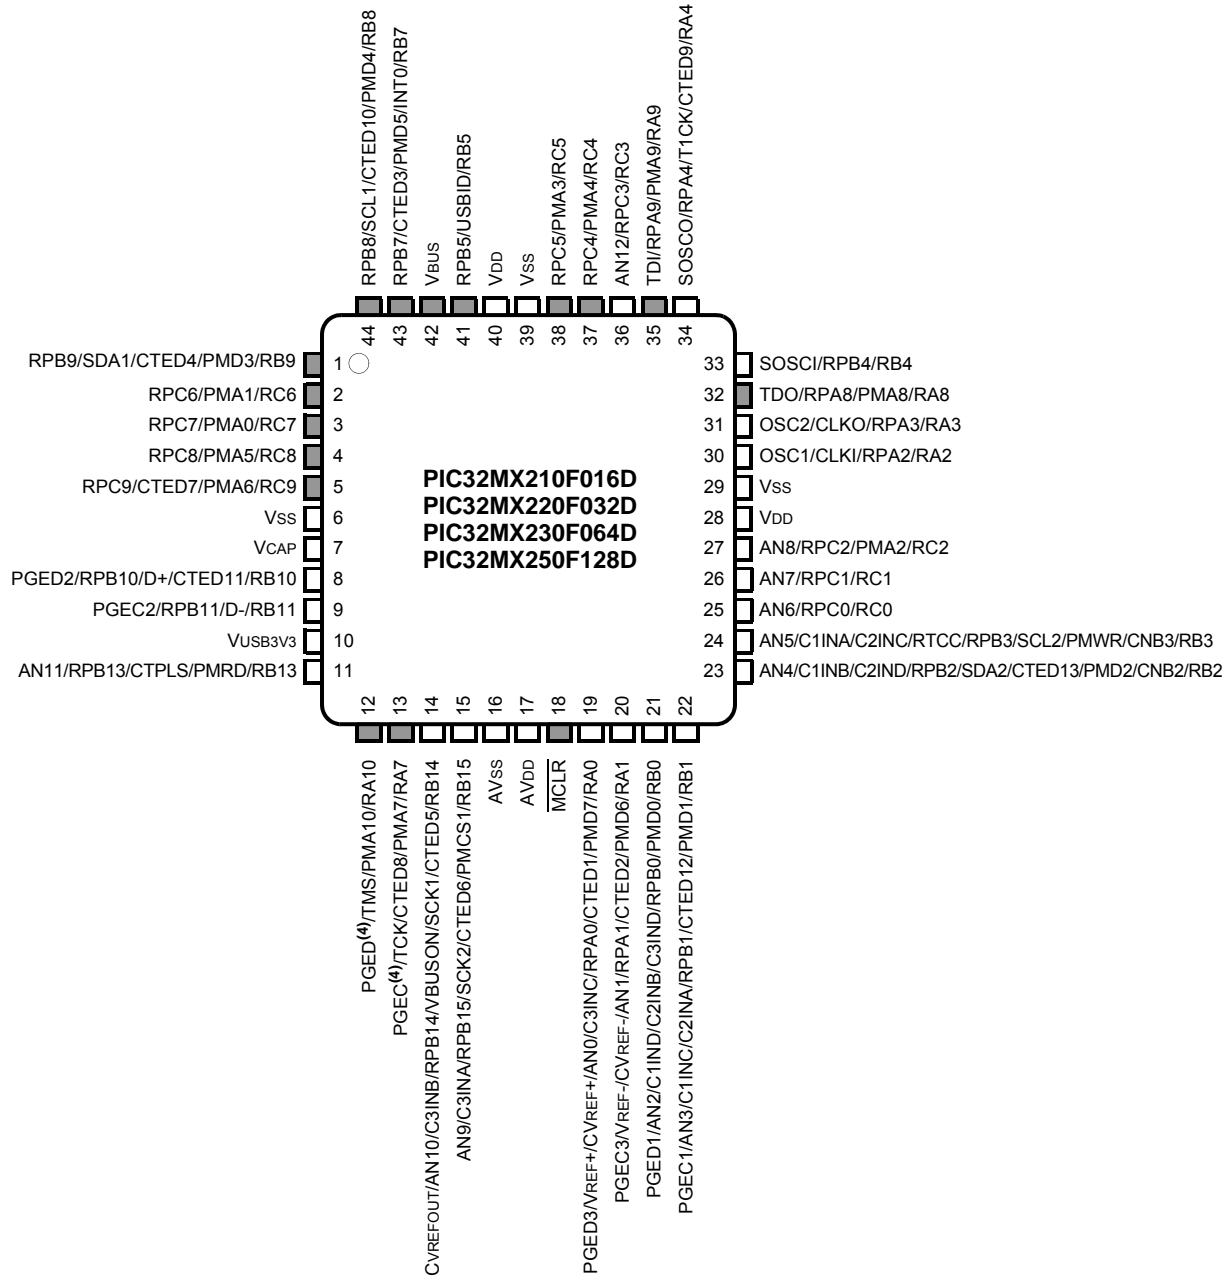 RPB8/SCL1/CTED10/PMD4/RB8
RPB7/CTED3/PMD5/INT0/RB7
VBUS
RPB5/USBID/RB5
VDD
VSS
RPC5/PMA3/RC5
RPC4/PMA4/RC4
AN12/RPC3/RC3
TDI/RPA9/PMA9/RA9
SOSCO/RPA4/T1CK/CTED9/RA4
44
43
42
41
40
39
38
37
36
35
34
RPB9/SDA1/CTED4/PMD3/RB9 1
RPC6/PMA1/RC6 2
RPC7/PMA0/RC7 3
RPC8/PMA5/RC8 4
RPC9/CTED7/PMA6/RC9 5
VSS 6
VCAP 7
PGED2/RPB10/D+/CTED11/RB10 8
PGEC2/RPB11/D-/RB11 9
VUSB3V3 10
AN11/RPB13/CTPLS/PMRD/RB13 11
PIC32MX210F016D
PIC32MX220F032D
PIC32MX230F064D
PIC32MX250F128D
33 SOSCI/RPB4/RB4
32 TDO/RPA8/PMA8/RA8
31 OSC2/CLKO/RPA3/RA3
30 OSC1/CLKI/RPA2/RA2
29 VSS
28 VDD
27 AN8/RPC2/PMA2/RC2
26 AN7/RPC1/RC1
25 AN6/RPC0/RC0
24 AN5/C1INA/C2INC/RTCC/RPB3/SCL2/PMWR/CNB3/RB3
23 AN4/C1INB/C2IND/RPB2/SDA2/CTED13/PMD2/CNB2/RB2
12
13
14
15
16
17
18
19
20
21
22
PGED(4)/TMS/PMA10/RA10
PGEC(4)/TCK/CTED8/PMA7/RA7
CVREFOUT/AN10/C3INB/RPB14/VBUSON/SCK1/CTED5/RB14
AN9/C3INA/RPB15/SCK2/CTED6/PMCS1/RB15
AVSS
AVDD
MCLR
PGED3/VREF+/CVREF+/AN0/C3INC/RPA0/CTED1/PMD7/RA0
PGEC3/VREF-/CVREF-/AN1/RPA1/CTED2/PMD6/RA1
PGED1/AN2/C1IND/C2INB/C3IND/RPB0/PMD0/RB0
PGEC1/AN3/C1INC/C2INA/RPB1/CTED12/PMD1/RB1